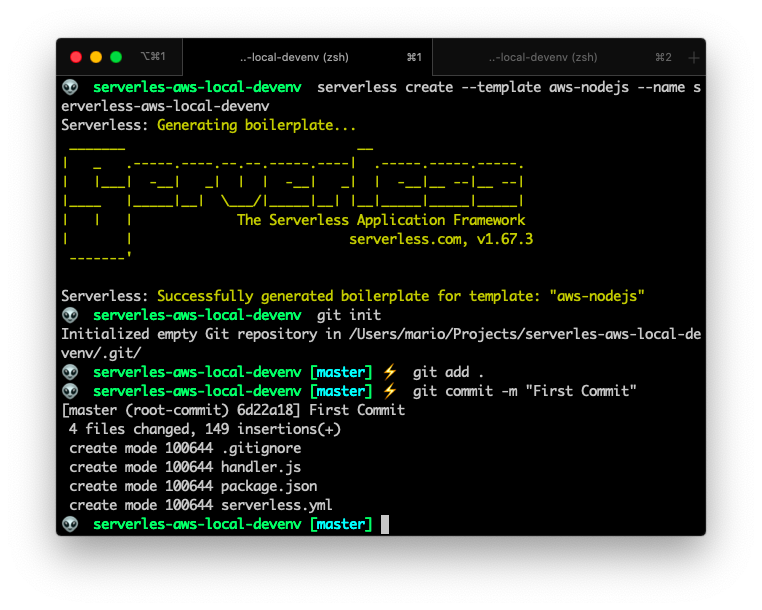 ⌥⌘1 ..-local-devenv (zsh) ⌘1 ..-local-devenv (zsh) ⌘2 +
👽 serverles-aws-local-devenv serverless create --template aws-nodejs --name s
erverless-aws-local-devenv
Serverless: Generating boilerplate...
 _______                             __
|   _   .-----.----.--.--.-----.----|  .-----.-----.-----.
|   |___|  -__|   _|  |  |  -__|   _|  |  -__|__ --|__ --|
|____   |_____|__|  \___/|_____|__| |__|_____|_____|_____|
|   |   |             The Serverless Application Framework
|       |                           serverless.com, v1.67.3
 -------'
Serverless: Successfully generated boilerplate for template: "aws-nodejs"
👽 serverles-aws-local-devenv git init
Initialized empty Git repository in /Users/mario/Projects/serverles-aws-local-de
venv/.git/
👽 serverles-aws-local-devenv [master] ⚡ git add .
👽 serverles-aws-local-devenv [master] ⚡ git commit -m "First Commit"
[master (root-commit) 6d22a18] First Commit
 4 files changed, 149 insertions(+)
 create mode 100644 .gitignore
 create mode 100644 handler.js
 create mode 100644 package.json
 create mode 100644 serverless.yml
👽 serverles-aws-local-devenv [master]